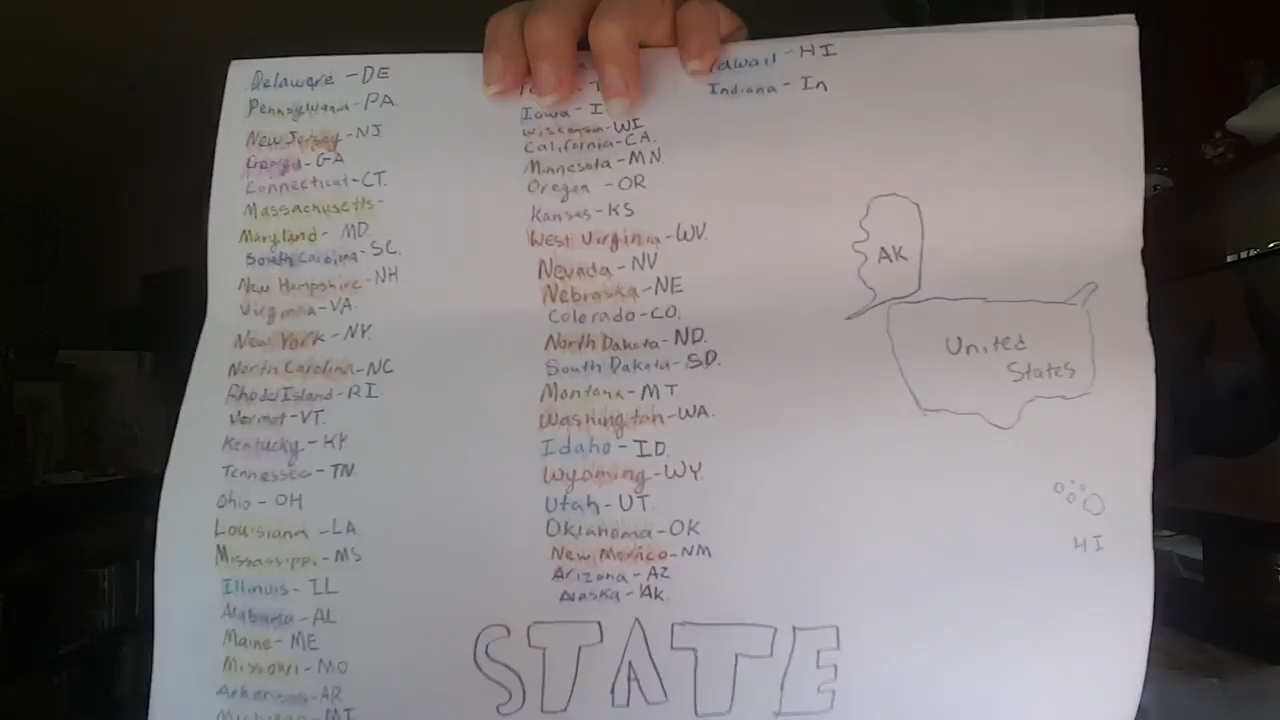 Delaware - DE
Pennsylvania - PA.
New Jersey - NJ
Georgia - GA
Connecticut - CT.
Massachusetts -
Maryland - MD
South Carolina - SC.
New Hampshire - NH
Virginia - VA.
New York - NY.
North Carolina - NC
Rhode Island - RI
Vermot - VT.
Kentucky - KY
Tennessee - TN
Ohio - OH
Louisiana - LA
Mississippi - MS
Illinois - IL
Alabama - AL
Maine - ME
Missouri - MO
Arkansas - AR
Michigan - MI
Iowa - I
Wisconsin - WI
California - CA.
Minnesota - MN
Oregon - OR
Kansas - KS
West Virginia - WV.
Nevada - NV
Nebraska - NE
Colorado - CO.
North Dakota - ND.
South Dakota - SD.
Montana - MT
Washington - WA.
Idaho - ID.
Wyoming - WY.
Utah - UT.
Oklahoma - OK
New Mexico - NM
Arizona - AZ
Alaska - AK.
STATE
awaii - HI
Indiana - In
AK
United
States
HI